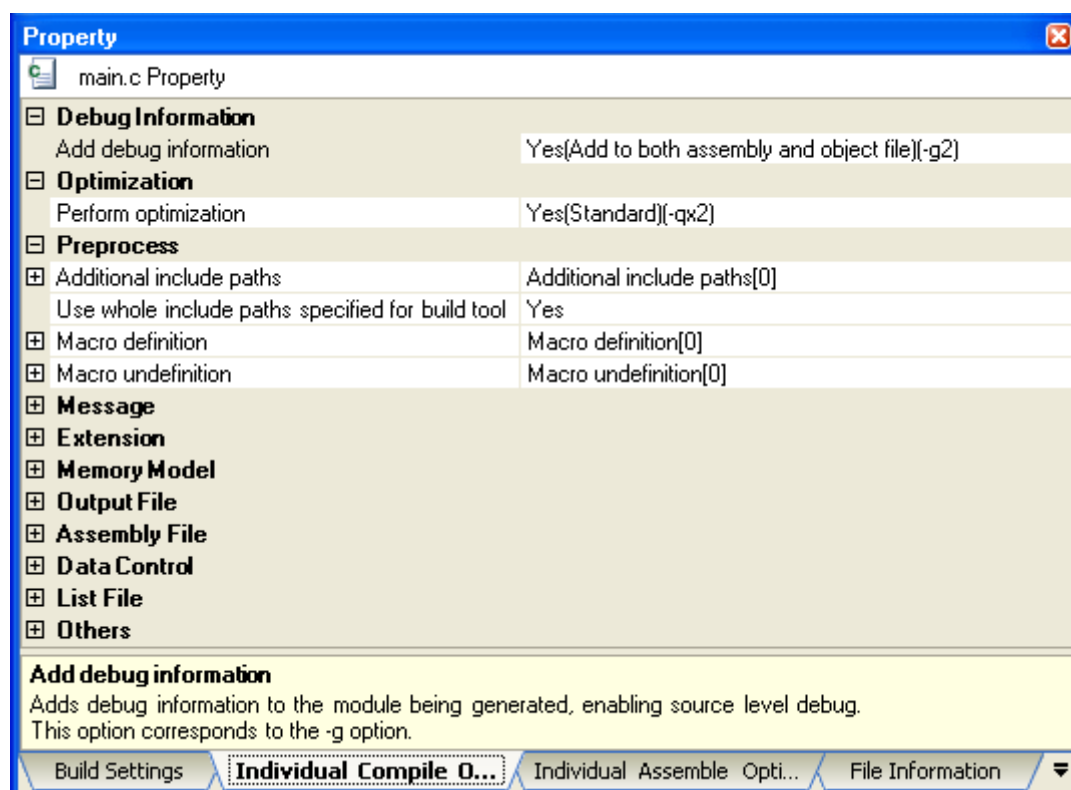 Property
main.c Property
Debug Information
Add debug information Yes(Add to both assembly and object file)(-g2)
Optimization
Perform optimization Yes(Standard)(-qx2)
Preprocess
Additional include paths Additional include paths[0]
Use whole include paths specified for build tool Yes
Macro definition Macro definition[0]
Macro undefinition Macro undefinition[0]
Message
Extension
Memory Model
Output File
Assembly File
Data Control
List File
Others
Add debug information
Adds debug information to the module being generated, enabling source level debug.
This option corresponds to the -g option.
Build Settings Individual Compile O... Individual Assemble Opti... File Information